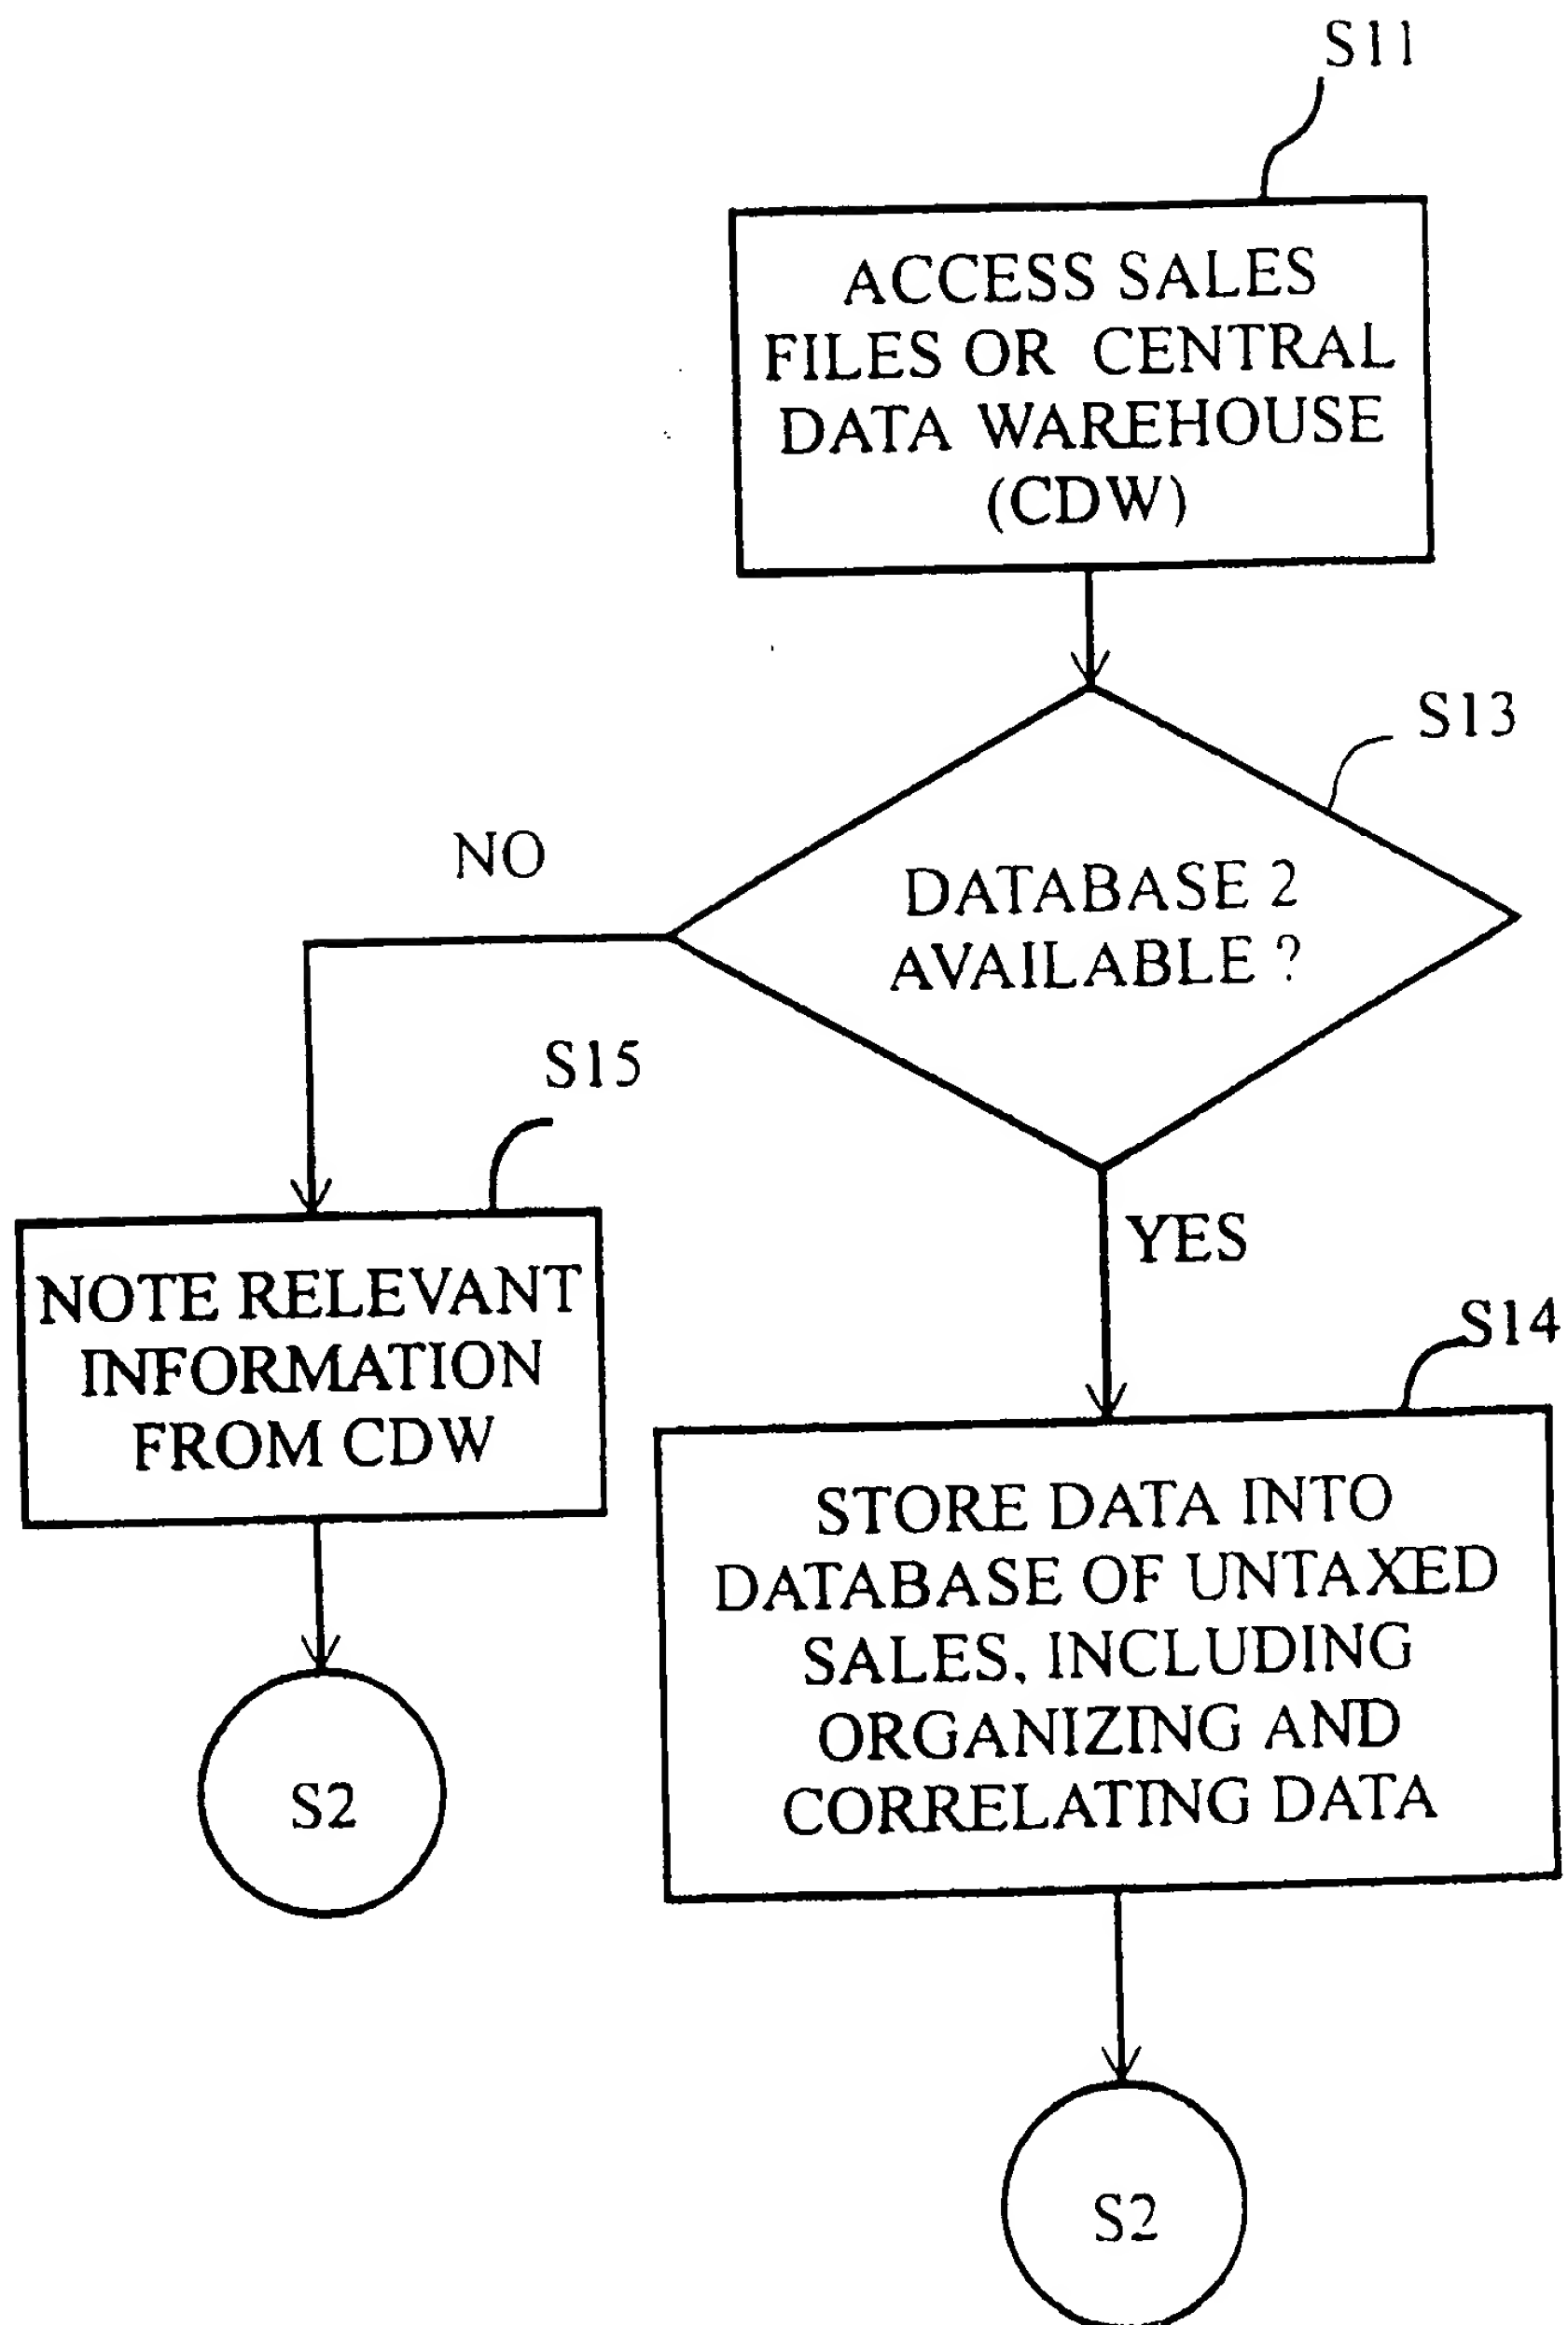 S11
ACCESS SALES
FILES OR CENTRAL
DATA WAREHOUSE
(CDW)
S13
DATABASE 2
AVAILABLE ?
NO
YES
S15
NOTE RELEVANT
INFORMATION
FROM CDW
S2
S14
STORE DATA INTO
DATABASE OF UNTAXED
SALES, INCLUDING
ORGANIZING AND
CORRELATING DATA
S2